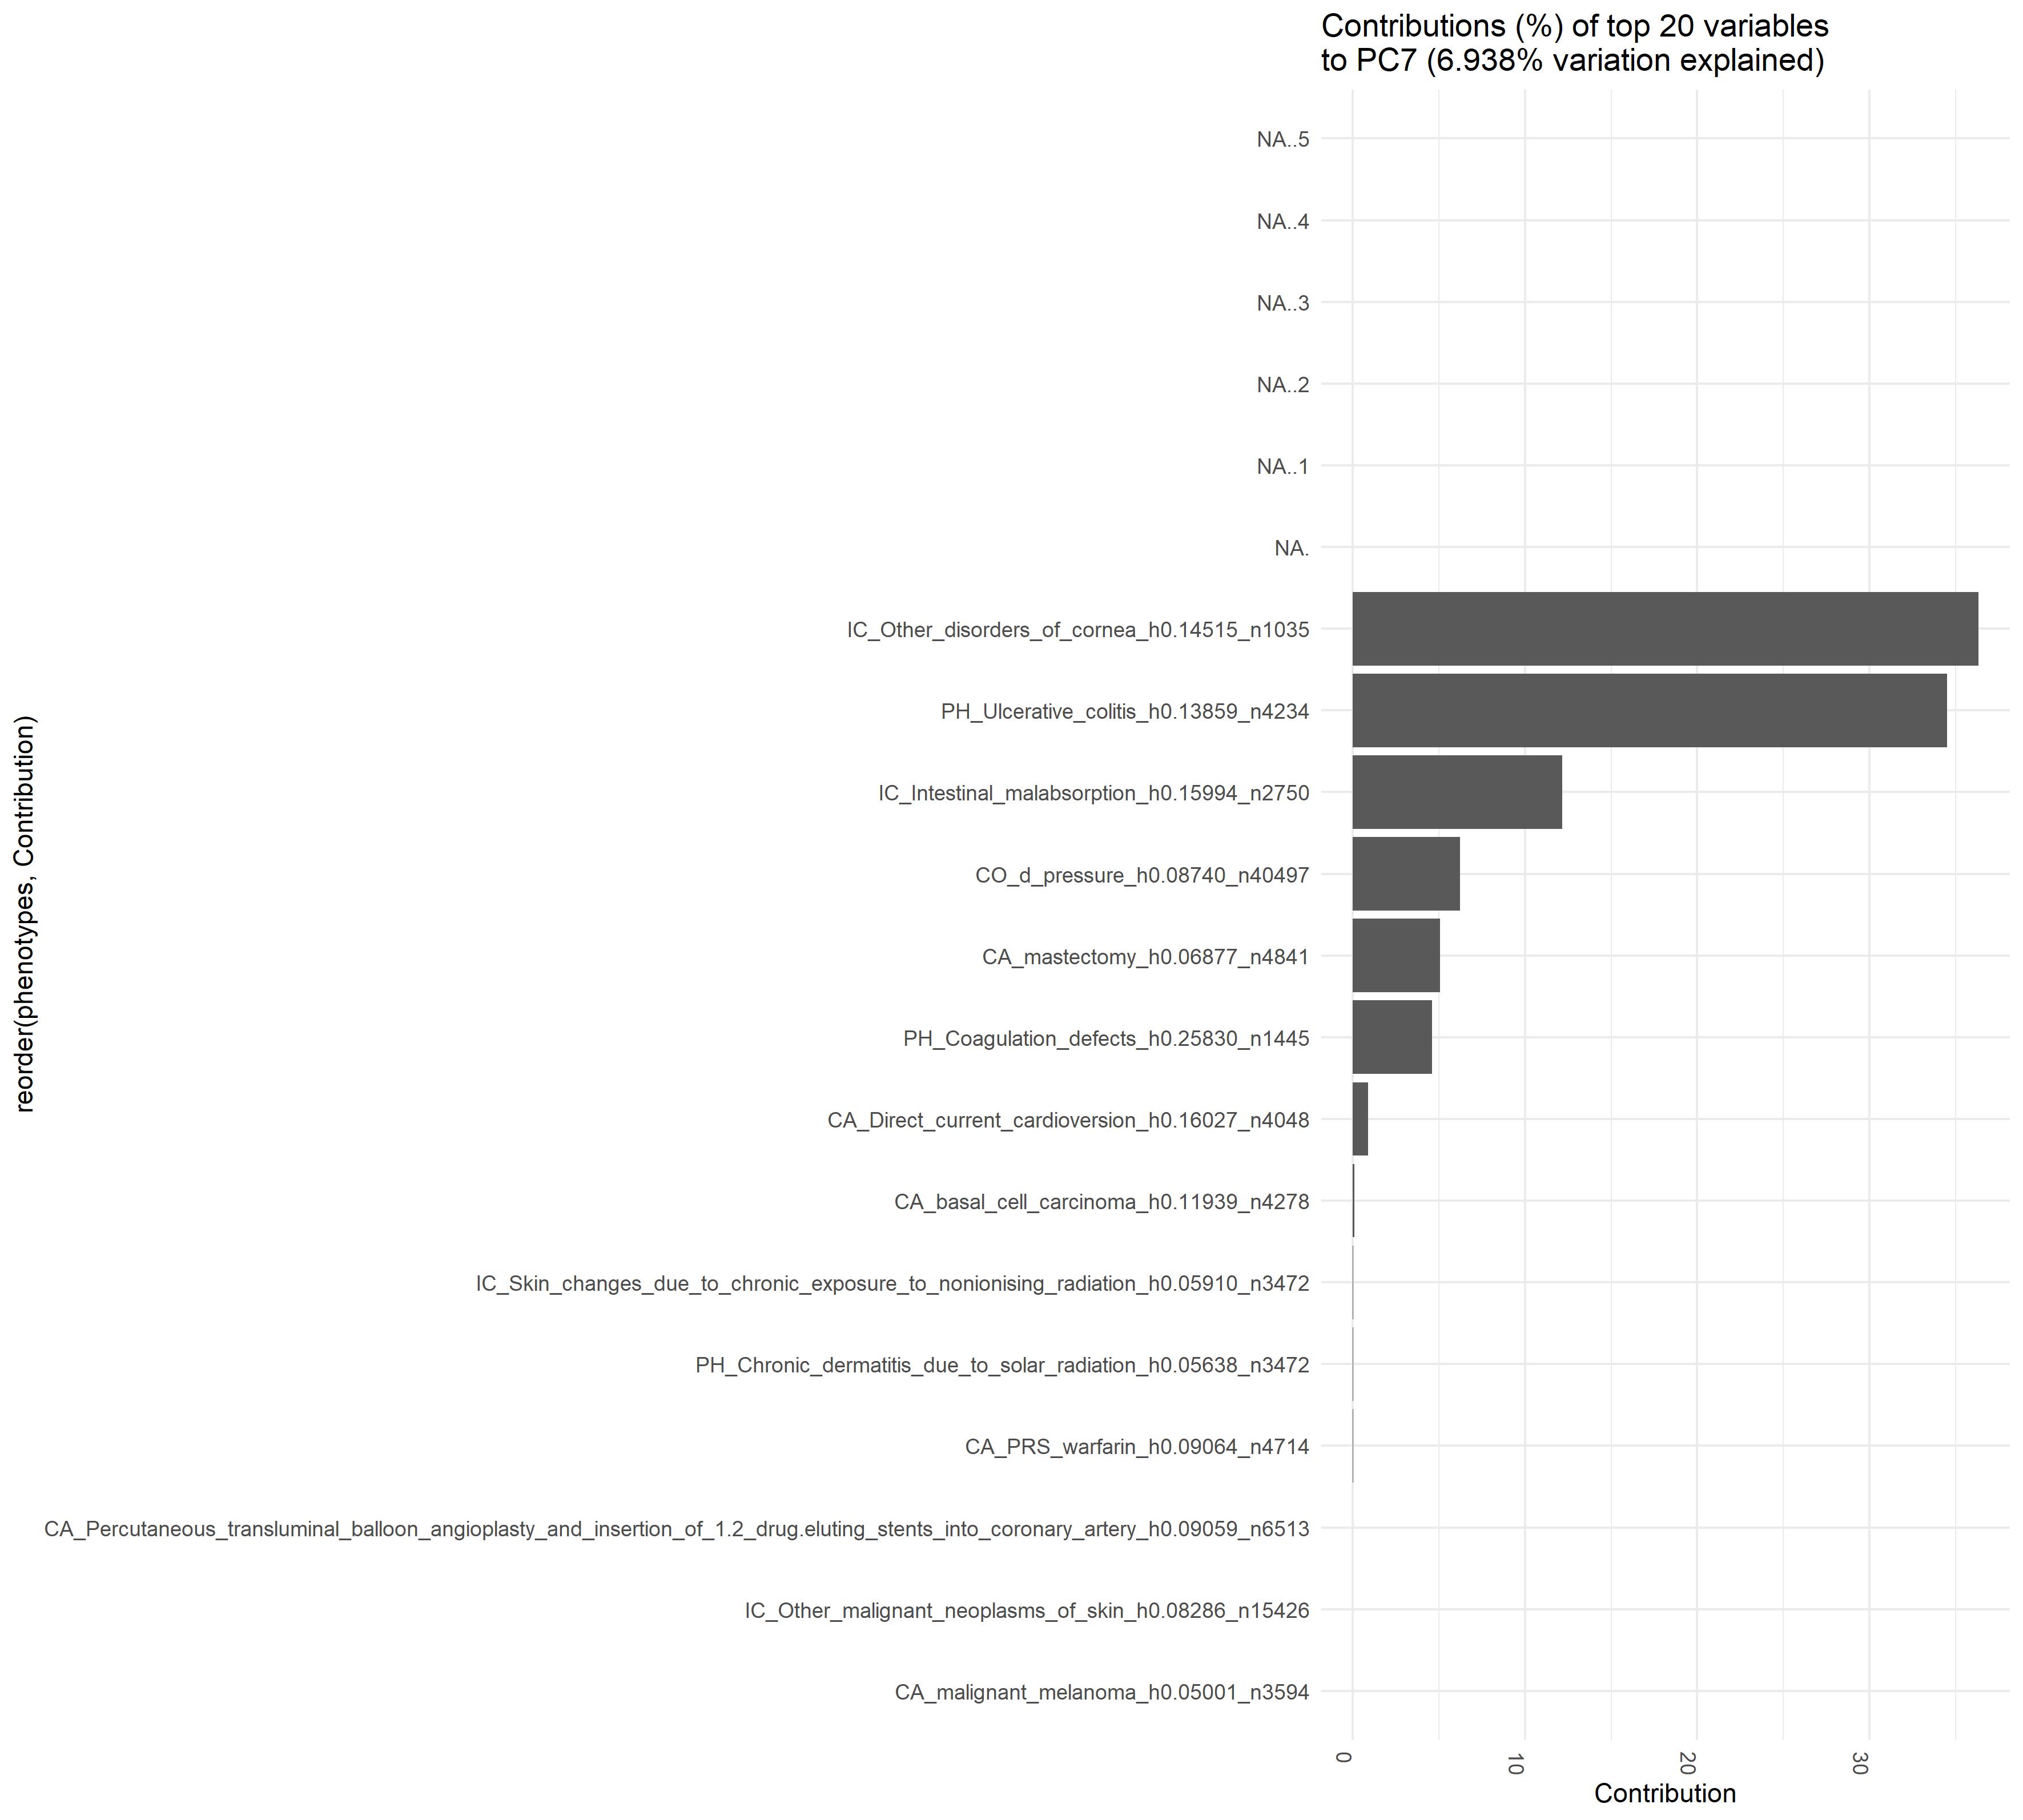 Contributions (%) of top 20 variables
to PC7 (6.938% variation explained)
NA..5
NA..4
NA..3
NA..2
NA..1
NA.
IC_Other_disorders_of_cornea_h0.14515_n1035
PH_Ulcerative_colitis_h0.13859_n4234
IC_Intestinal_malabsorption_h0.15994_n2750
CO_d_pressure_h0.08740_n40497
CA_mastectomy_h0.06877_n4841
PH_Coagulation_defects_h0.25830_n1445
CA_Direct_current_cardioversion_h0.16027_n4048
CA_basal_cell_carcinoma_h0.11939_n4278
IC_Skin_changes_due_to_chronic_exposure_to_nonionising_radiation_h0.05910_n3472
PH_Chronic_dermatitis_due_to_solar_radiation_h0.05638_n3472
CA_PRS_warfarin_h0.09064_n4714
CA_Percutaneous_transluminal_balloon_angioplasty_and_insertion_of_1.2_drug.eluting_stents_into_coronary_artery_h0.09059_n6513
IC_Other_malignant_neoplasms_of_skin_h0.08286_n15426
CA_malignant_melanoma_h0.05001_n3594
reorder(phenotypes, Contribution)
0
10
20
30
Contribution